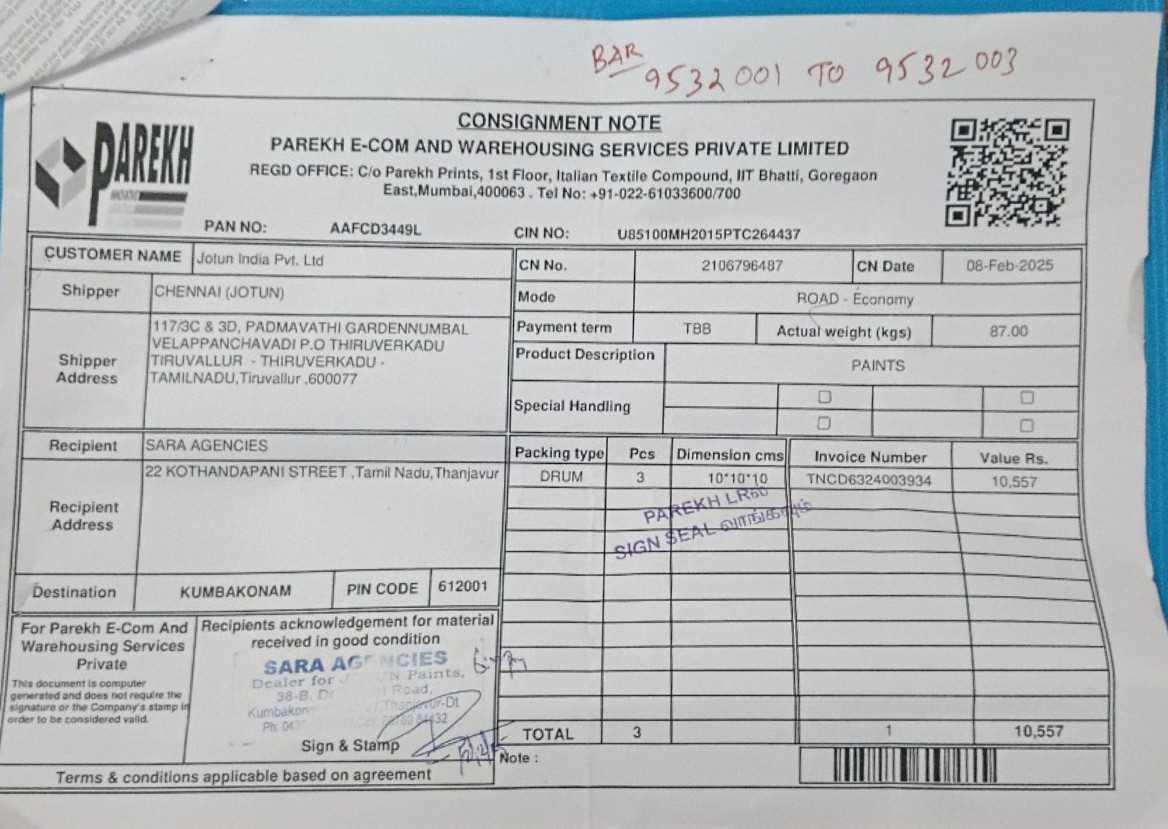 BAR
9532001 TO 9532003
PAREKH
CONSIGNMENT NOTE
PAREKH E-COM AND WAREHOUSING SERVICES PRIVATE LIMITED
REGD OFFICE: C/o Parekh Prints, 1st Floor, Italian Textile Compound, IIT Bhatti, Goregaon
East,Mumbai,400063 . Tel No: +91-022-61033600/700
PAN NO: AAFCD3449L CIN NO: U85100MH2015PTC264437
CUSTOMER NAME Jotun India Pvt. Ltd
CN No. 2106796487 CN Date 08-Feb-2025
Shipper CHENNAI (JOTUN)
Mode ROAD - Economy
Payment term TBB Actual weight (kgs) 87.00
Shipper
Address
117/3C & 3D, PADMAVATHI GARDENNUMBAL
VELAPPANCHAVADI P.O THIRUVERKADU
TIRUVALLUR - THIRUVERKADU -
TAMILNADU,Tiruvallur ,600077
Product Description PAINTS
Special Handling
Recipient SARA AGENCIES
Packing type Pcs Dimension cms Invoice Number Value Rs.
DRUM 3 10*10*10 TNCD6324003934 10,557
Recipient
Address
22 KOTHANDAPANI STREET ,Tamil Nadu,Thanjavur
PAREKH LRல்
SIGN SEAL வாங்கவும்
Destination KUMBAKONAM PIN CODE 612001
For Parekh E-Com And
Warehousing Services
Private
This document is computer
generated and does not require the
signature or the Company's stamp in
order to be considered valid.
Recipients acknowledgement for material
received in good condition
SARA AGENCIES
Dealer for Paints,
38-B, Road,
Thanjavur-Dt
Sign & Stamp
TOTAL 3 1 10,557
Note :
Terms & conditions applicable based on agreement